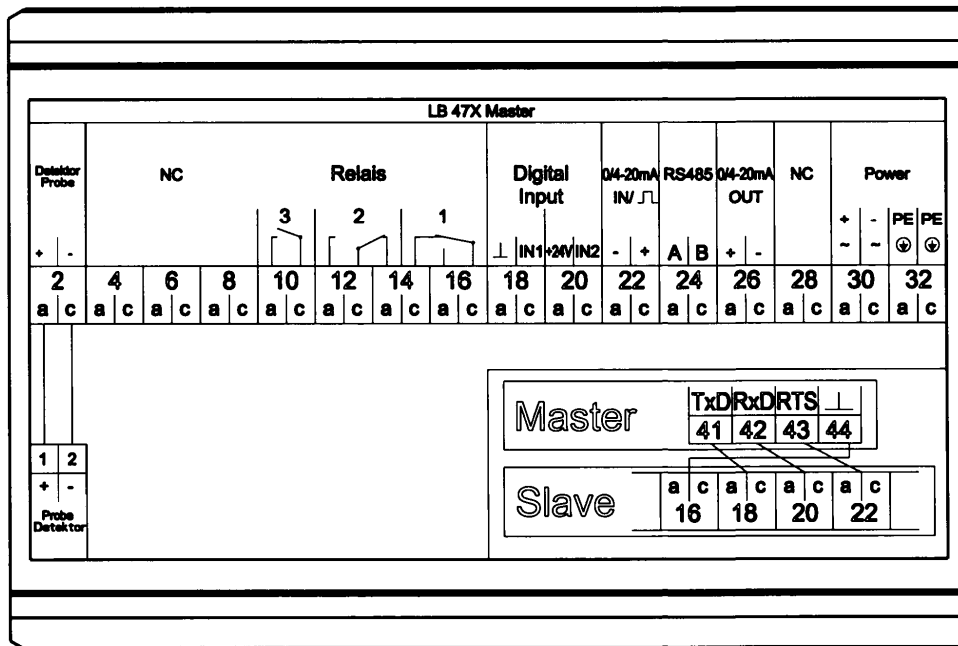 LB 47X Master
Detektor Probe NC Relais Digital Input 0/4-20mA IN/ RS485 0/4-20mA OUT NC Power
3 2 1
+ - PE PE
+ - ⊥ IN1 +24V IN2 - + A B + - ~ ~
2 4 6 8 10 12 14 16 18 20 22 24 26 28 30 32
a c a c a c a c a c a c a c a c a c a c a c a c a c a c a c a c
Master
TxD RxD RTS ⊥
41 42 43 44
1 2
+ -
Probe
Detektor
Slave
a c a c a c a c
16 18 20 22